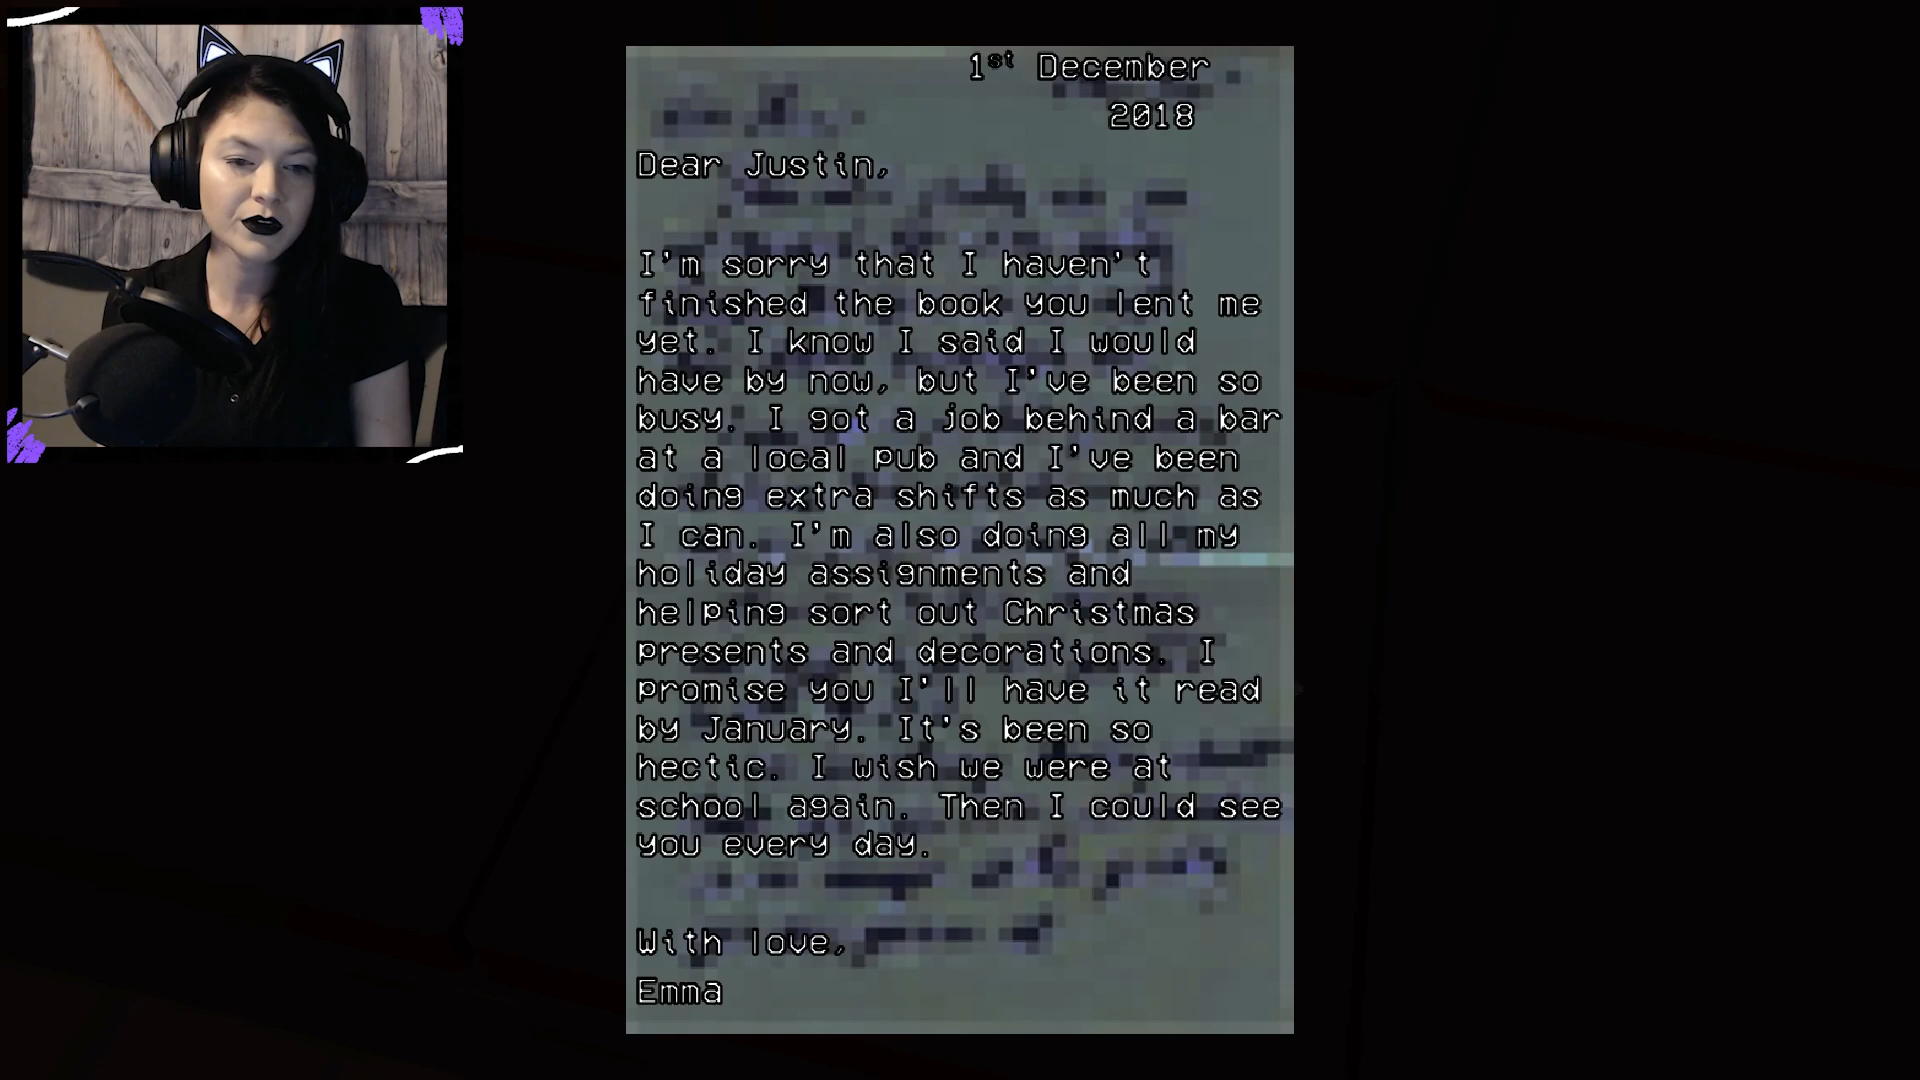 1st December
2018
Dear Justin,
I'm sorry that I haven't
finished the book you lent me
yet. I know I said I would
have by now, but I've been so
busy. I got a job behind a bar
at a local pub and I've been
doing extra shifts as much as
I can. I'm also doing all my
holiday assignments and
helping sort out Christmas
presents and decorations. I
promise you I'll have it read
by January. It's been so
hectic. I wish we were at
school again. Then I could see
you every day.
With love,
Emma